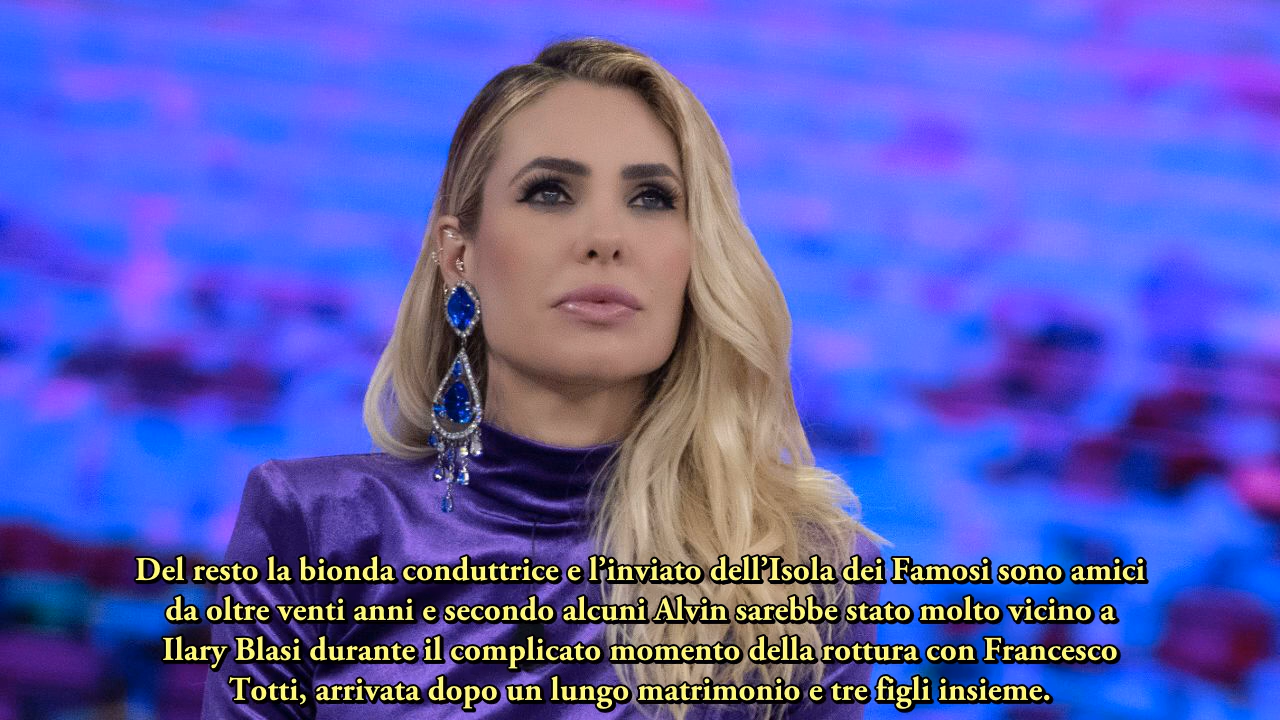 Del resto la bionda conduttrice e l’inviato dell’Isola dei Famosi sono amici
da oltre venti anni e secondo alcuni Alvin sarebbe stato molto vicino a
Ilary Blasi durante il complicato momento della rottura con Francesco
Totti, arrivata dopo un lungo matrimonio e tre figli insieme.